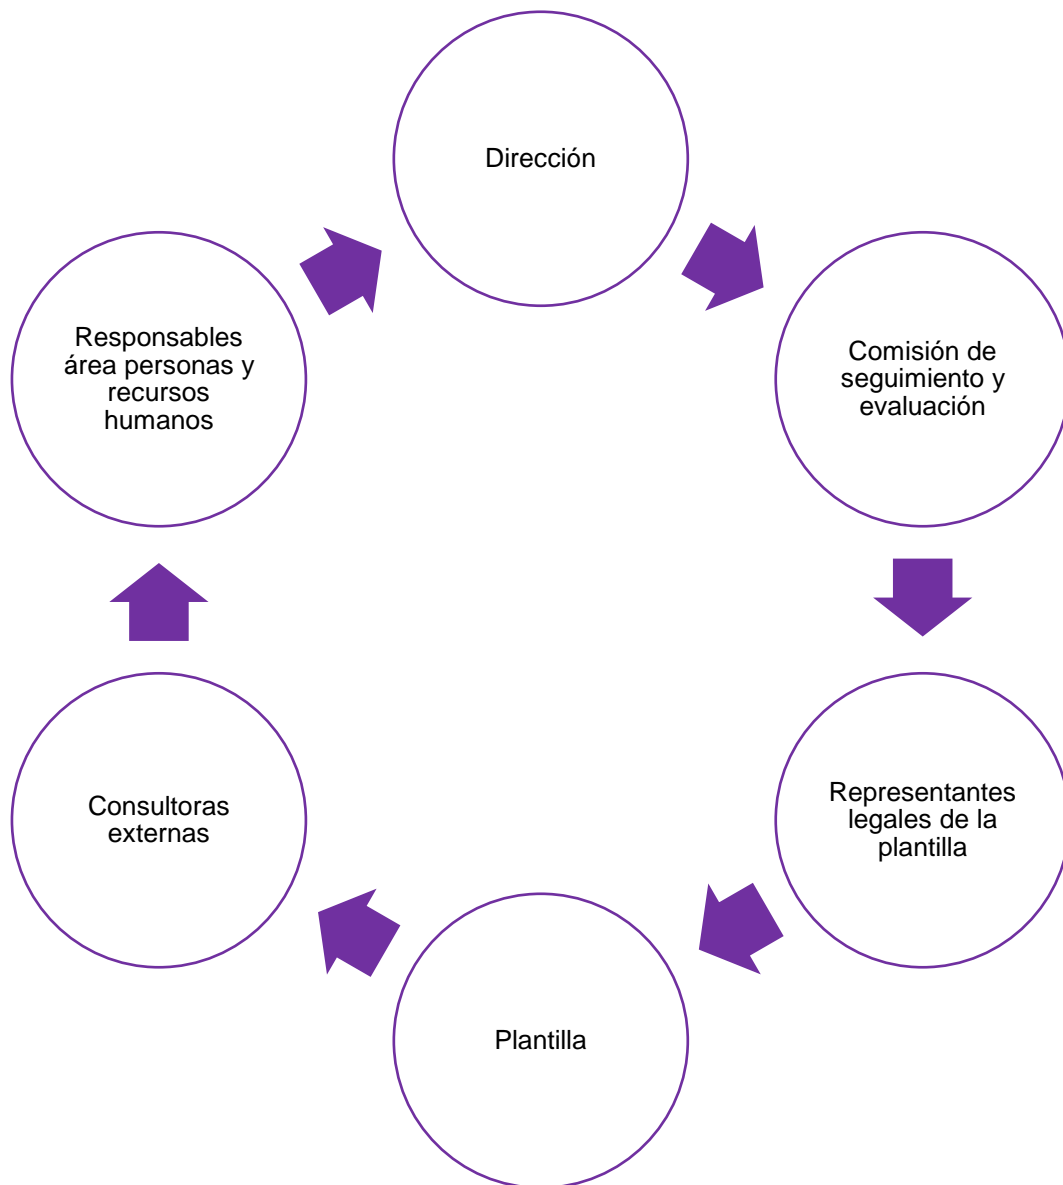 Dirección
Comisión de
seguimiento y
evaluación
Representantes
legales de la
plantilla
Plantilla
Consultoras
externas
Responsables
área personas y
recursos
humanos